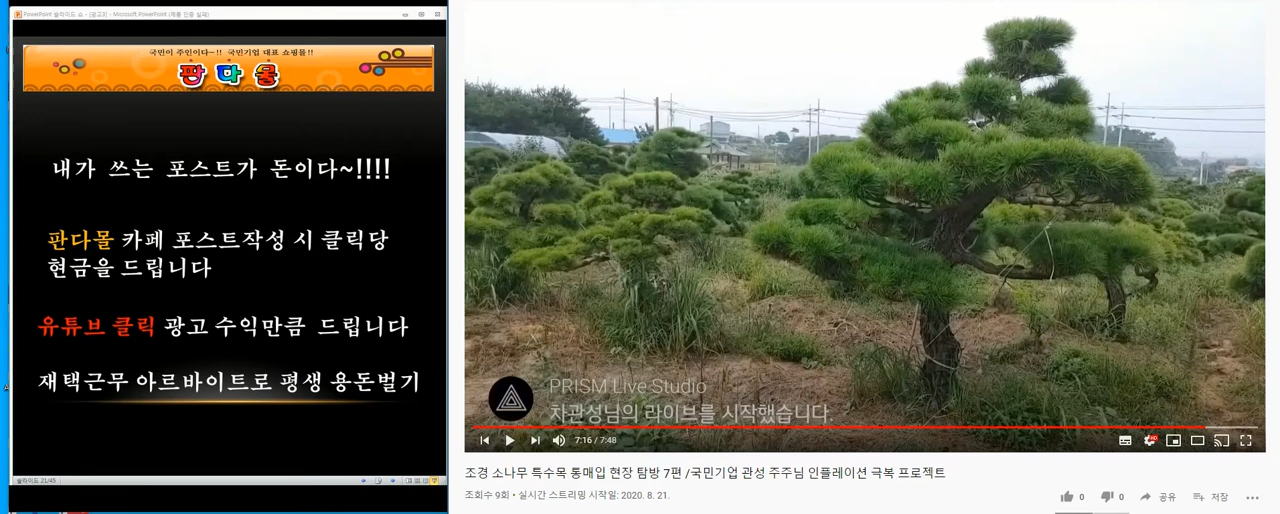 PowerPoint 슬라이드 쇼 - [광고3] - Microsoft PowerPoint (제품 인증 실패)
국민이 주인이다~!! 국민기업 대표 쇼핑몰!!
판다몰
내가 쓰는 포스트가 돈이다~!!!!
판다몰 카페 포스트작성 시 클릭당
현금을 드립니다
유튜브 클릭 광고 수익만큼 드립니다
재택근무 아르바이트로 평생 용돈벌기
슬라이드 21/45
PRISM Live Studio
차관성님의 라이브를 시작했습니다.
7:16 / 7:48
HD
조경 소나무 특수목 통매입 현장 탐방 7편 /국민기업 관성 주주님 인플레이션 극복 프로젝트
조회수 9회 • 실시간 스트리밍 시작일: 2020. 8. 21.
0 0 공유 저장